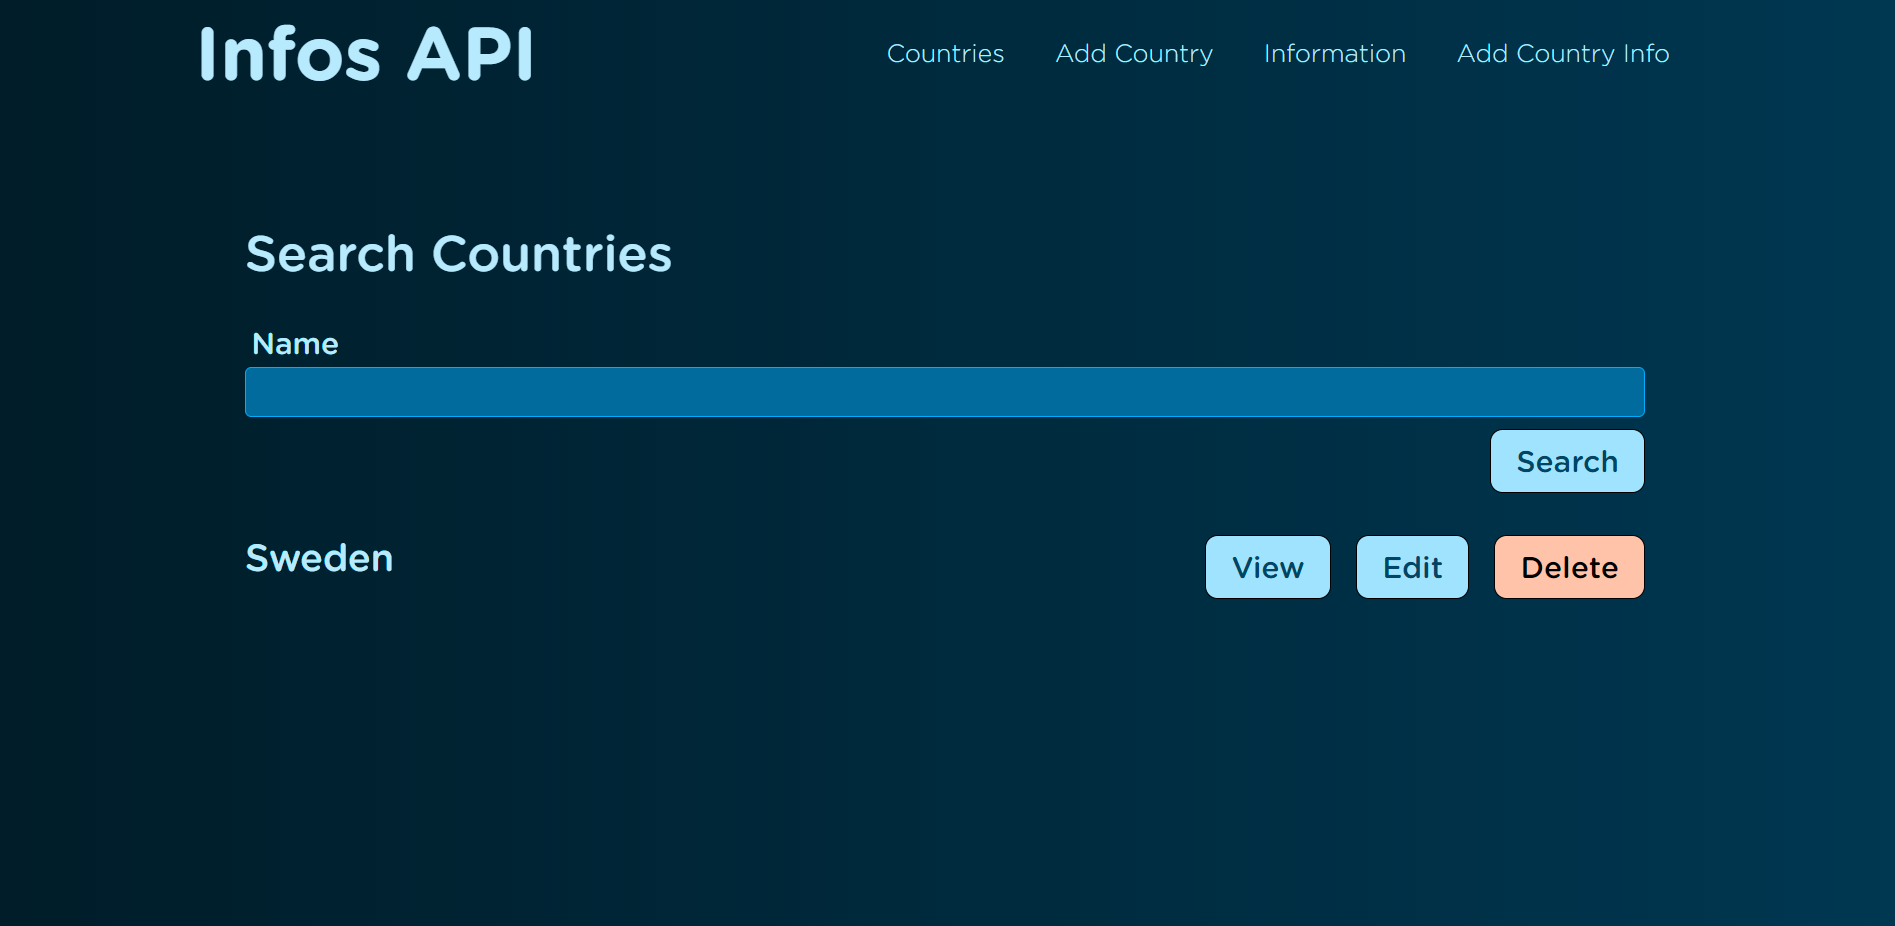 Infos API
Countries Add Country Information Add Country Info
Search Countries
Name
Search
Sweden
View Edit Delete